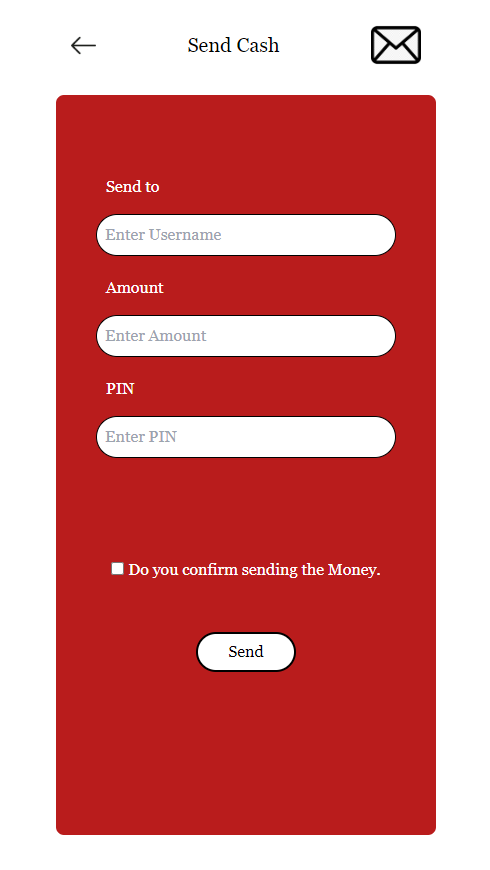 Send Cash
Send to
Enter Username
Amount
Enter Amount
PIN
Enter PIN
Do you confirm sending the Money.
Send